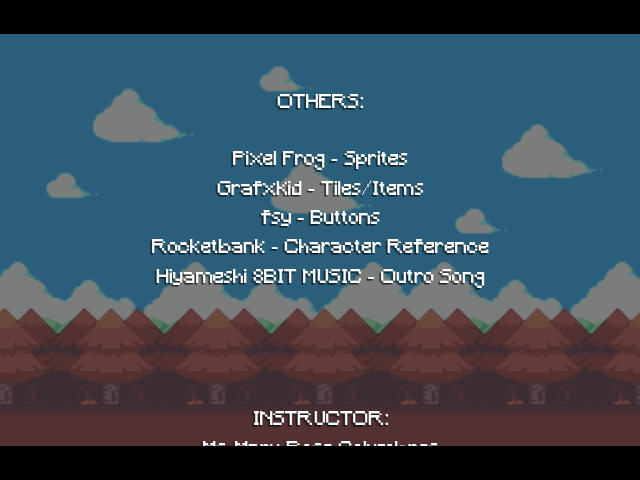 OTHERS:
Pixel Frog - Sprites
GrafxKid - Tiles/Items
fsy - Buttons
Rocketbank - Character Reference
Hiyameshi 8BIT MUSIC - Outro Song
INSTRUCTOR: